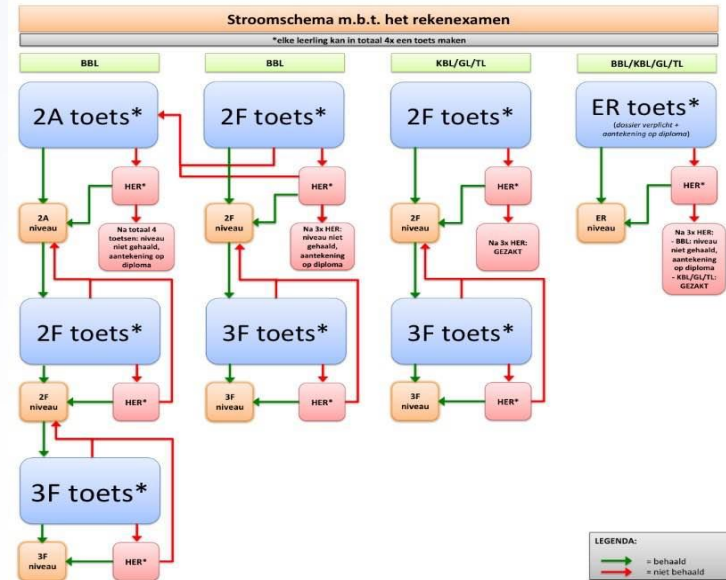 Stroomschema m.b.t. het rekenexamen
*elke leerling kan in totaal 4x een toets maken
BBL
BBL
KBL/GL/TL
BBL/KBL/GL/TL
2A toets*
2F toets*
2F toets*
ER toets*
(dossier verplicht +
aantekening op diploma)
HER*
HER*
HER*
HER*
2A
niveau
2F
niveau
2F
niveau
ER
niveau
Na totaal 4
toetsen: niveau
niet gehaald,
aantekening op
diploma
Na 3x HER:
niveau niet
gehaald,
aantekening op
diploma
Na 3x HER:
GEZAKT
Na 3x HER:
- BBL: niveau
niet gehaald,
aantekening op
diploma
- KBL/GL/TL:
GEZAKT
2F toets*
3F toets*
3F toets*
2F
niveau
HER*
3F
niveau
HER*
3F
niveau
HER*
3F toets*
3F
niveau
HER*
LEGENDA:
= behaald
= niet behaald